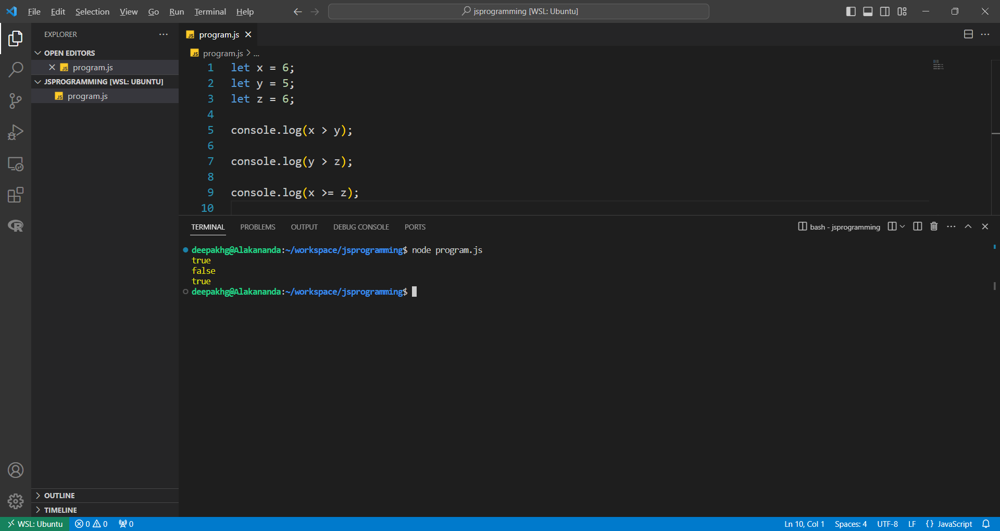 File Edit Selection View Go Run Terminal Help
jsprogramming [WSL: Ubuntu]
EXPLORER
OPEN EDITORS
JS program.js
JSPROGRAMMING [WSL: UBUNTU]
JS program.js
OUTLINE
TIMELINE
JS program.js
JS program.js > ...
1 let x = 6;
2 let y = 5;
3 let z = 6;
4
5 console.log(x > y);
6
7 console.log(y > z);
8
9 console.log(x >= z);
10
TERMINAL PROBLEMS OUTPUT DEBUG CONSOLE PORTS
bash - jsprogramming
deepakhg@Alakananda:~/workspace/jsprogramming$ node program.js
true
false
true
deepakhg@Alakananda:~/workspace/jsprogramming$
WSL: Ubuntu 0 0 0 Ln 10, Col 1 Spaces: 4 UTF-8 LF {} JavaScript